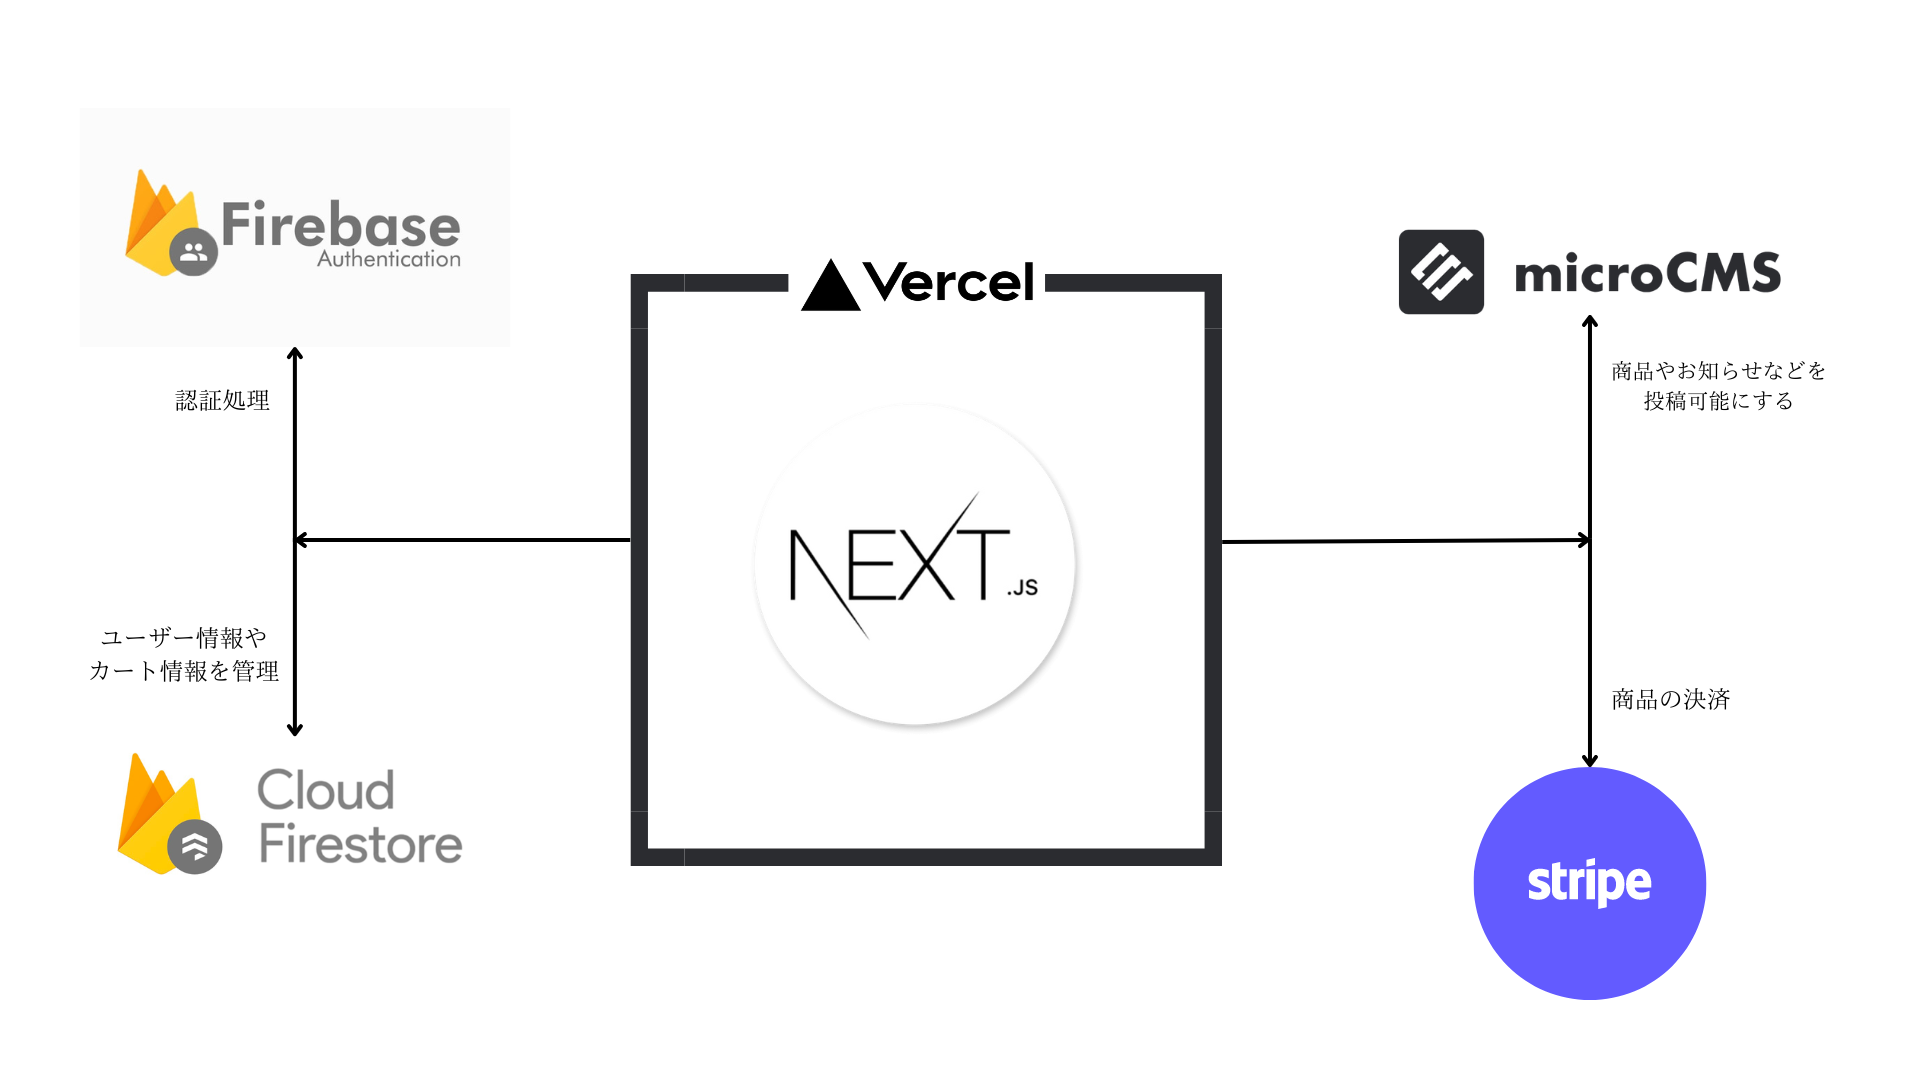 Firebase
Authentication
認証処理
ユーザー情報や
カート情報を管理
Cloud
Firestore
Vercel
NEXT.JS
microCMS
商品やお知らせなどを
投稿可能にする
商品の決済
stripe